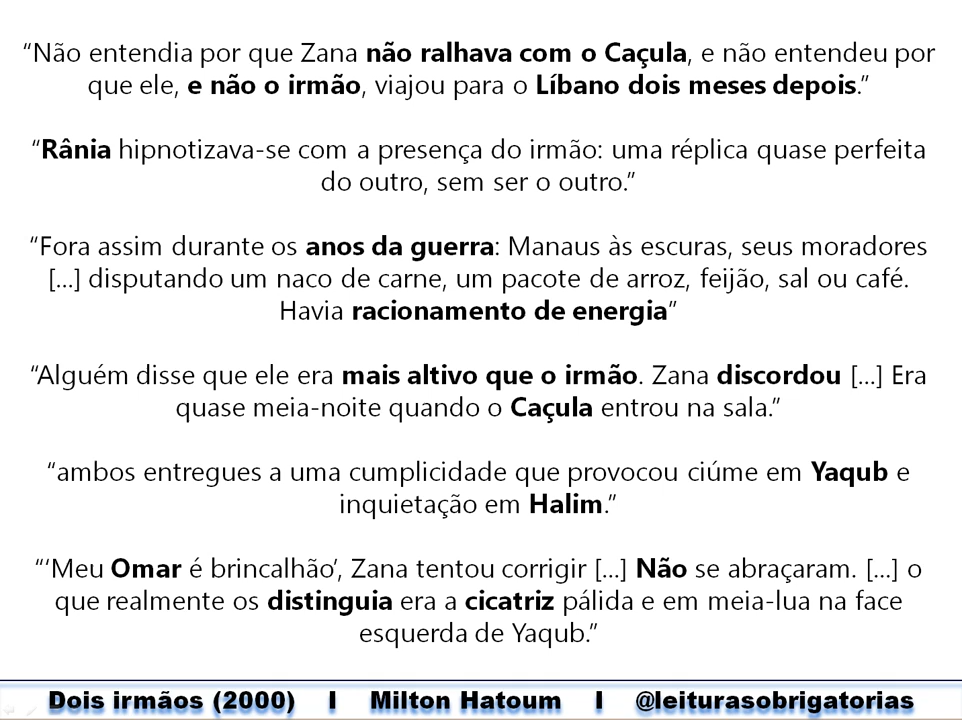 “Não entendia por que Zana não ralhava com o Caçula, e não entendeu por
que ele, e não o irmão, viajou para o Líbano dois meses depois.”
“Rânia hipnotizava-se com a presença do irmão: uma réplica quase perfeita
do outro, sem ser o outro.”
“Fora assim durante os anos da guerra: Manaus às escuras, seus moradores
[...] disputando um naco de carne, um pacote de arroz, feijão, sal ou café.
Havia racionamento de energia”
“Alguém disse que ele era mais altivo que o irmão. Zana discordou [...] Era
quase meia-noite quando o Caçula entrou na sala.”
“ambos entregues a uma cumplicidade que provocou ciúme em Yaqub e
inquietação em Halim.”
“‘Meu Omar é brincalhão’, Zana tentou corrigir [...] Não se abraçaram. [...] o
que realmente os distinguia era a cicatriz pálida e em meia-lua na face
esquerda de Yaqub.”
Dois irmãos (2000) I Milton Hatoum I @leiturasobrigatorias